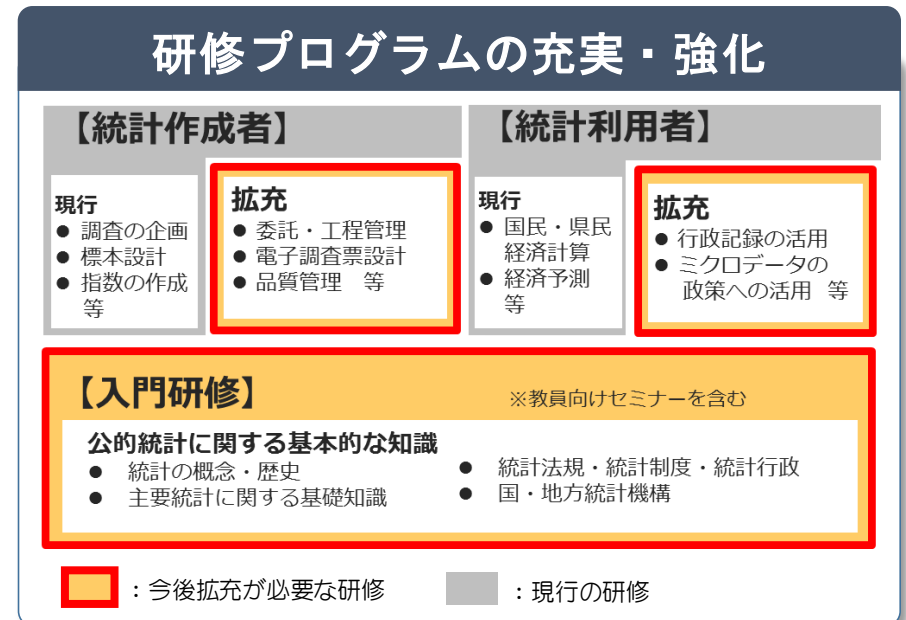 研修プログラムの充実・強化
【統計作成者】
現行
● 調査の企画
● 標本設計
● 指数の作成
等
拡充
● 委託・工程管理
● 電子調査票設計
● 品質管理　等
【統計利用者】
現行
● 国民・県民
経済計算
● 経済予測
等
拡充
● 行政記録の活用
● ミクロデータの
政策への活用　等
【入門研修】
※教員向けセミナーを含む
公的統計に関する基本的な知識
● 統計の概念・歴史
● 主要統計に関する基礎知識
● 統計法規・統計制度・統計行政
● 国・地方統計機構
：今後拡充が必要な研修
：現行の研修